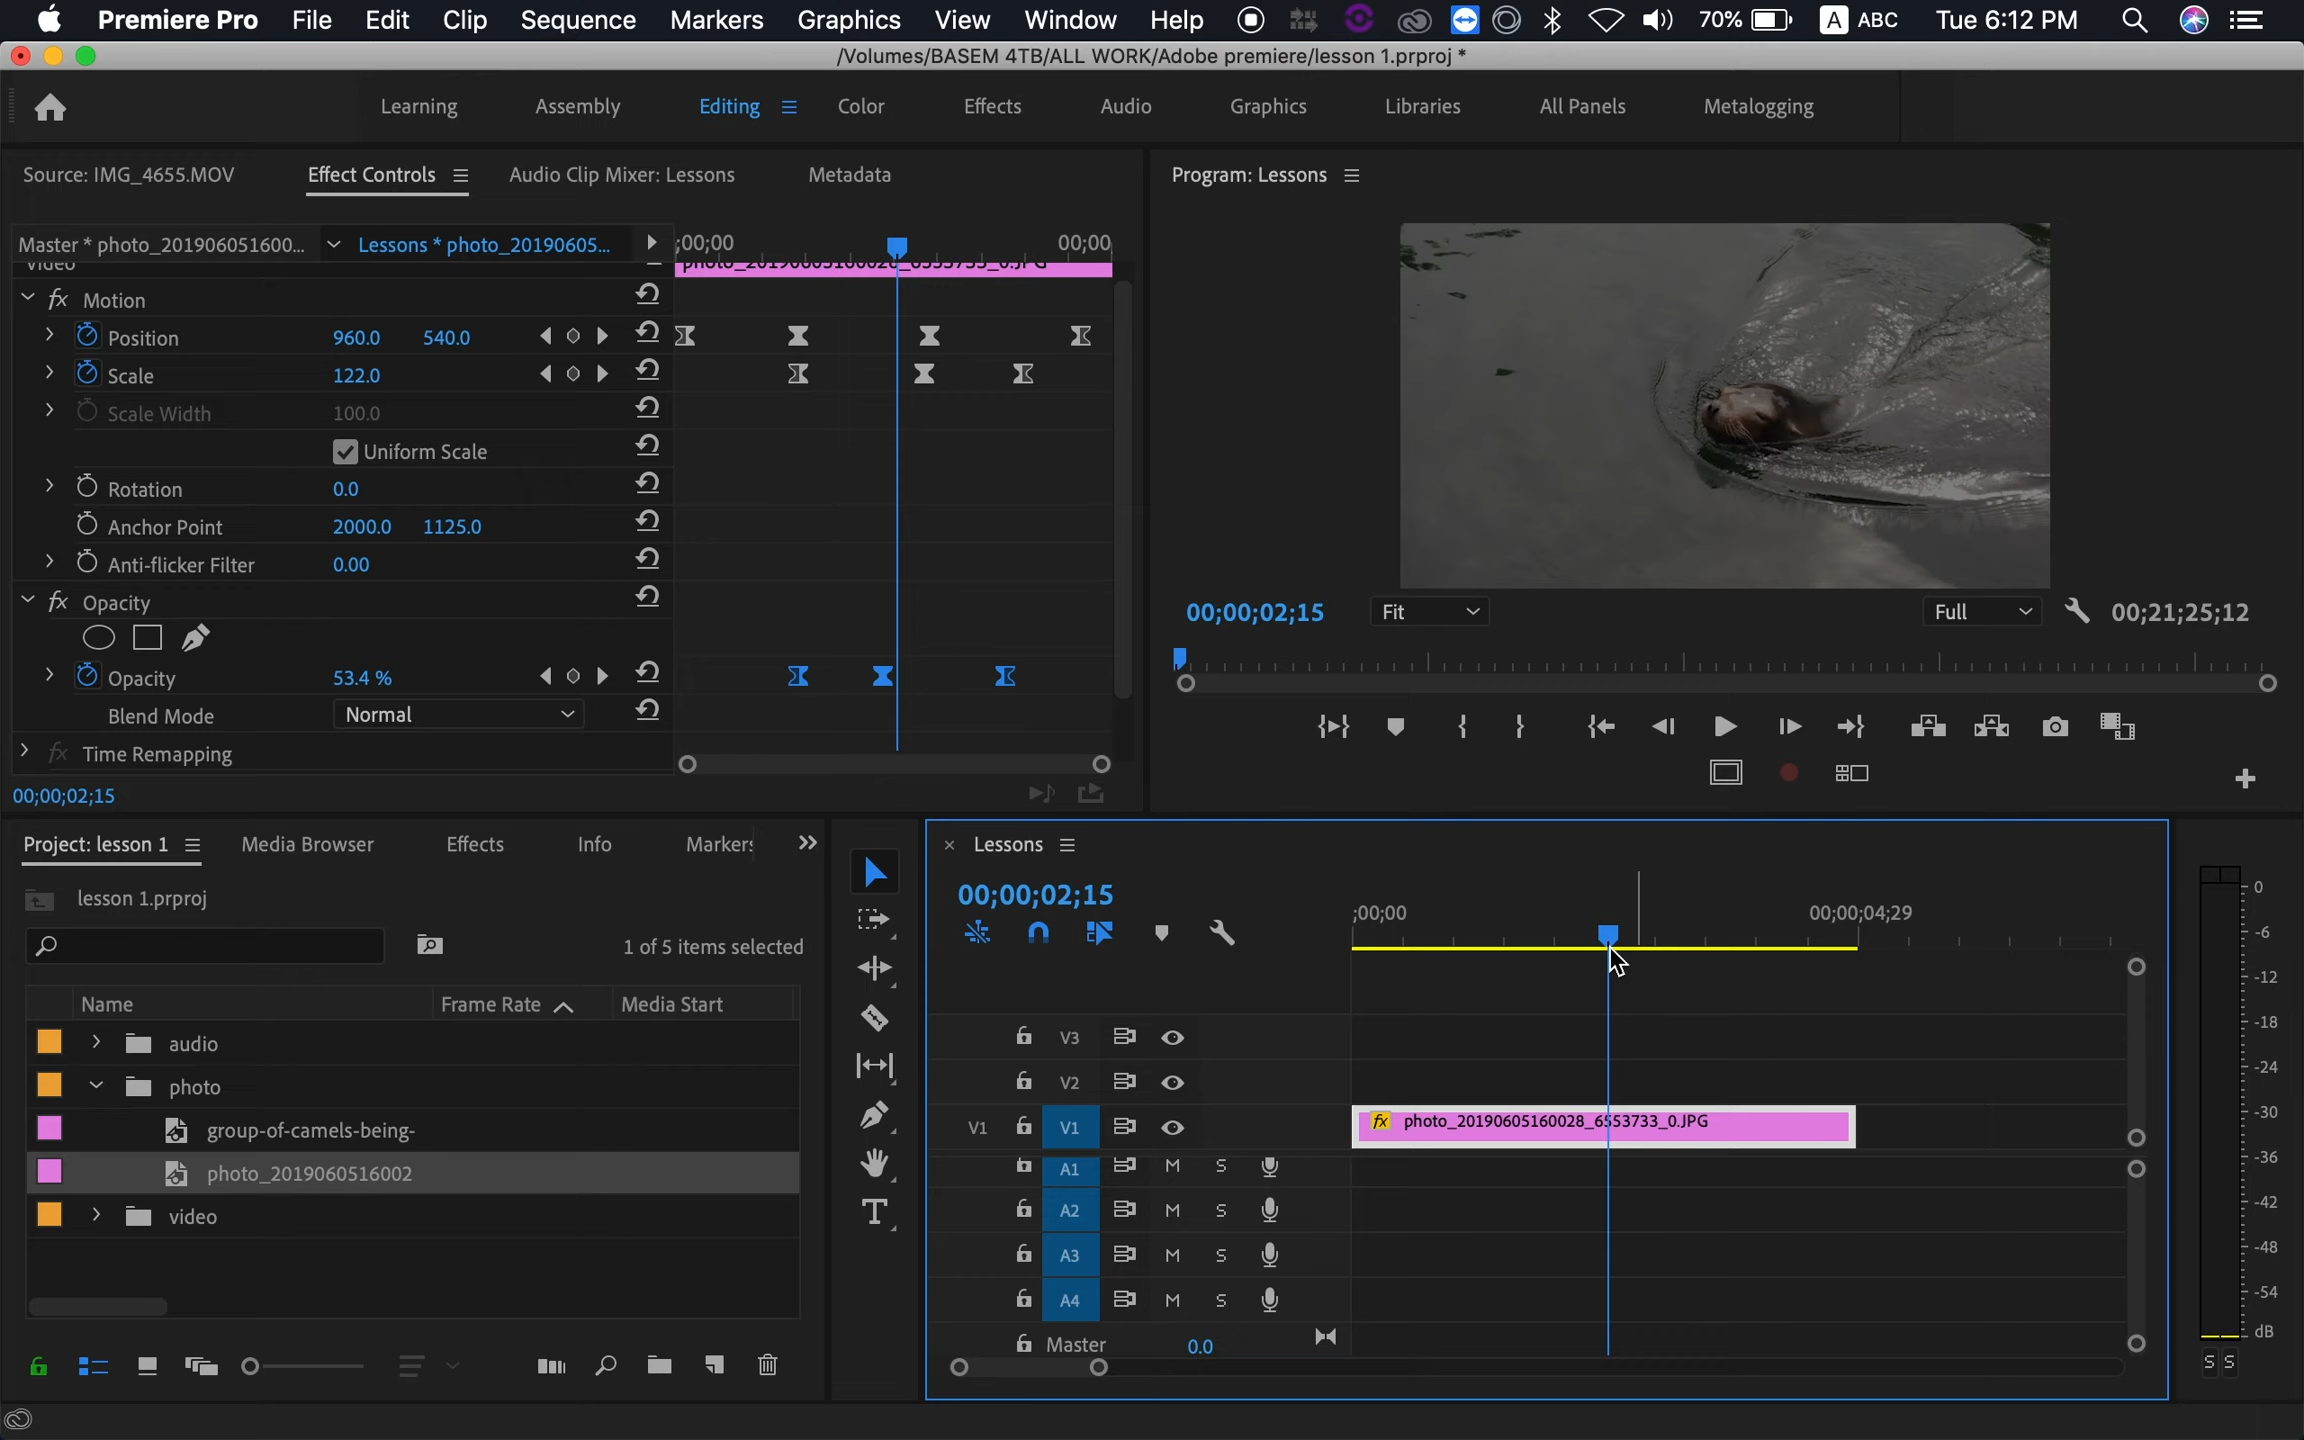 Premiere Pro File Edit Clip Sequence Markers Graphics View Window Help 70% A ABC Tue 6:12 PM
/Volumes/BASEM 4TB/ALL WORK/Adobe premiere/lesson 1.prproj *
Learning Assembly Editing Color Effects Audio Graphics Libraries All Panels Metalogging
Source: IMG_4655.MOV Effect Controls Audio Clip Mixer: Lessons Metadata
Program: Lessons
Master * photo_201906051600... Lessons * photo_20190605... ;00;00 00;00;
Video photo_20190605160028_6553733_0.JPG
fx Motion
Position 960.0 540.0
Scale 122.0
Scale Width 100.0
Uniform Scale
Rotation 0.0
Anchor Point 2000.0 1125.0
Anti-flicker Filter 0.00
fx Opacity
Opacity 53.4 %
Blend Mode Normal
fx Time Remapping
00;00;02;15
00;00;02;15 Fit Full 00;21;25;12
Project: lesson 1 Media Browser Effects Info Markers
lesson 1.prproj
1 of 5 items selected
Name Frame Rate Media Start
audio
photo
group-of-camels-being-
photo_2019060516002
video
Lessons
00;00;02;15
;00;00 00;00;04;29
V3
V2
V1 V1 fx photo_20190605160028_6553733_0.JPG
A1 M S
A2 M S
A3 M S
A4 M S
Master 0.0
0
-6
-12
-18
-24
-30
-36
-42
-48
-54
dB
S S